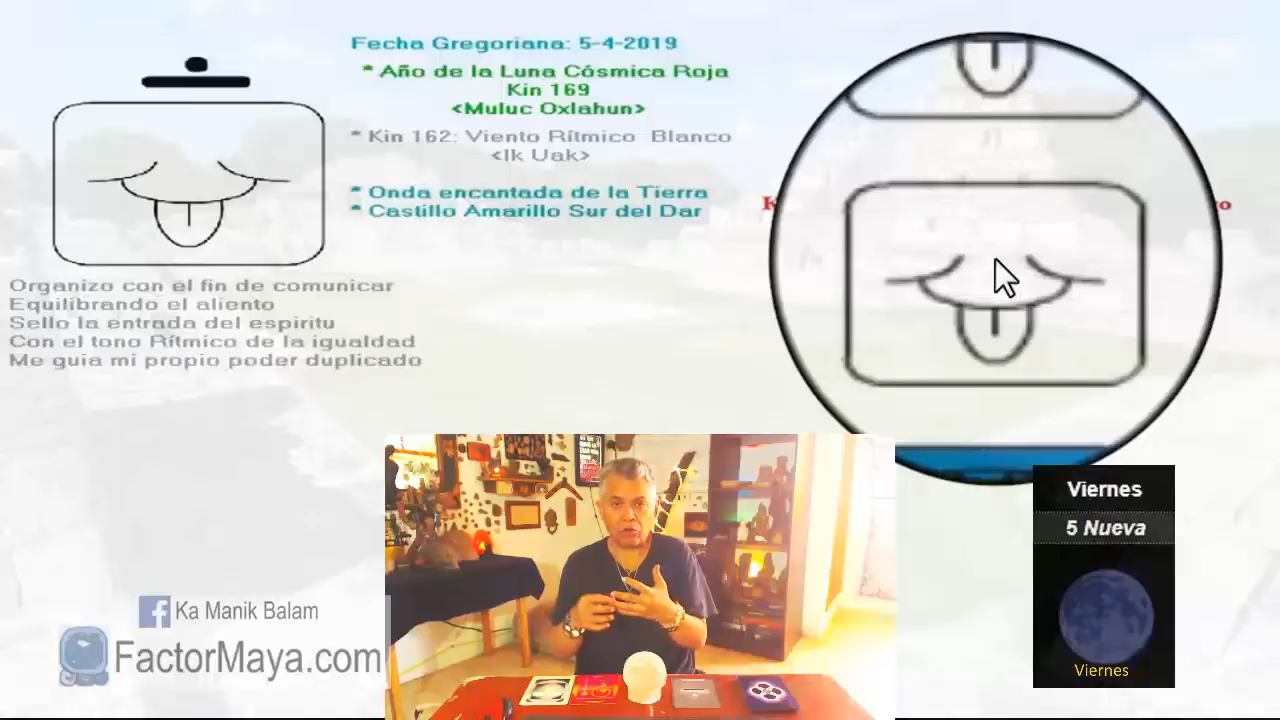 Fecha Gregoriana: 5-4-2019
* Año de la Luna Cósmica Roja
Kin 169
<Muluc Oxlahun>
* Kin 162: Viento Rítmico Blanco
<Ik Uak>
* Onda encantada de la Tierra
* Castillo Amarillo Sur del Dar
Organizo con el fin de comunicar
Equilibrando el aliento
Sello la entrada del espiritu
Con el tono Rítmico de la igualdad
Me guia mi propio poder duplicado
Viernes
5 Nueva
Viernes
Ka Manik Balam
FactorMaya.com